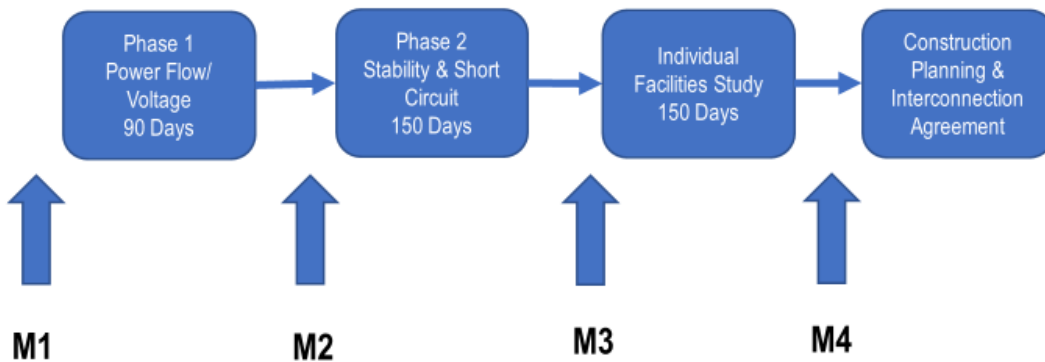 Phase 1
Power Flow/
Voltage
90 Days
Phase 2
Stability & Short
Circuit
150 Days
Individual
Facilities Study
150 Days
Construction
Planning &
Interconnection
Agreement
M1
M2
M3
M4